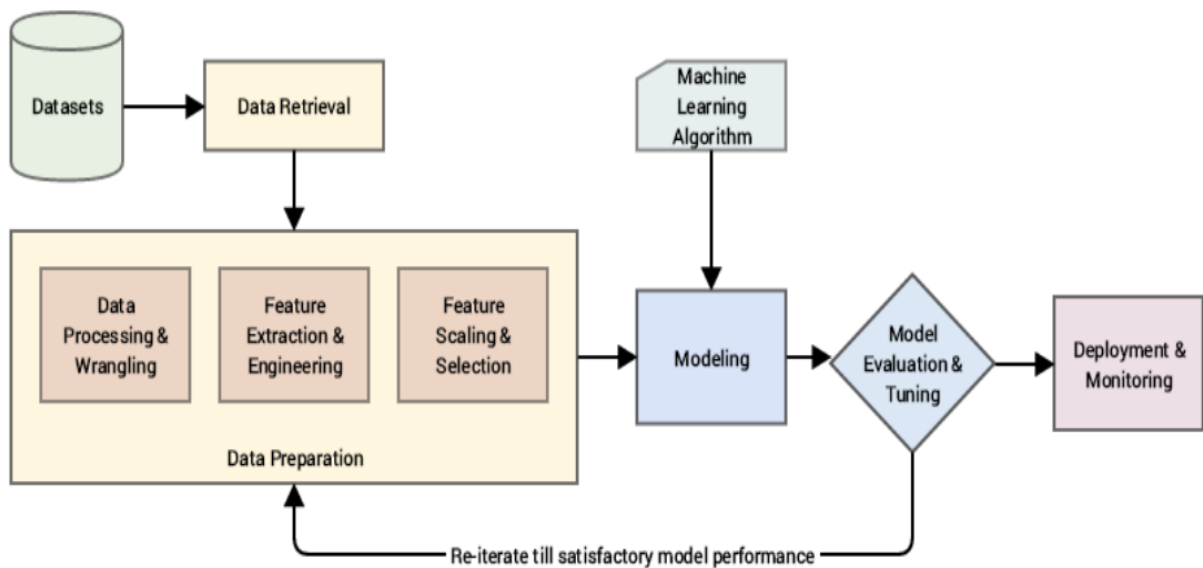 Datasets
Data Retrieval
Machine
Learning
Algorithm
Data
Processing &
Wrangling
Feature
Extraction &
Engineering
Feature
Scaling &
Selection
Data Preparation
Modeling
Model
Evaluation &
Tuning
Deployment &
Monitoring
Re-iterate till satisfactory model performance